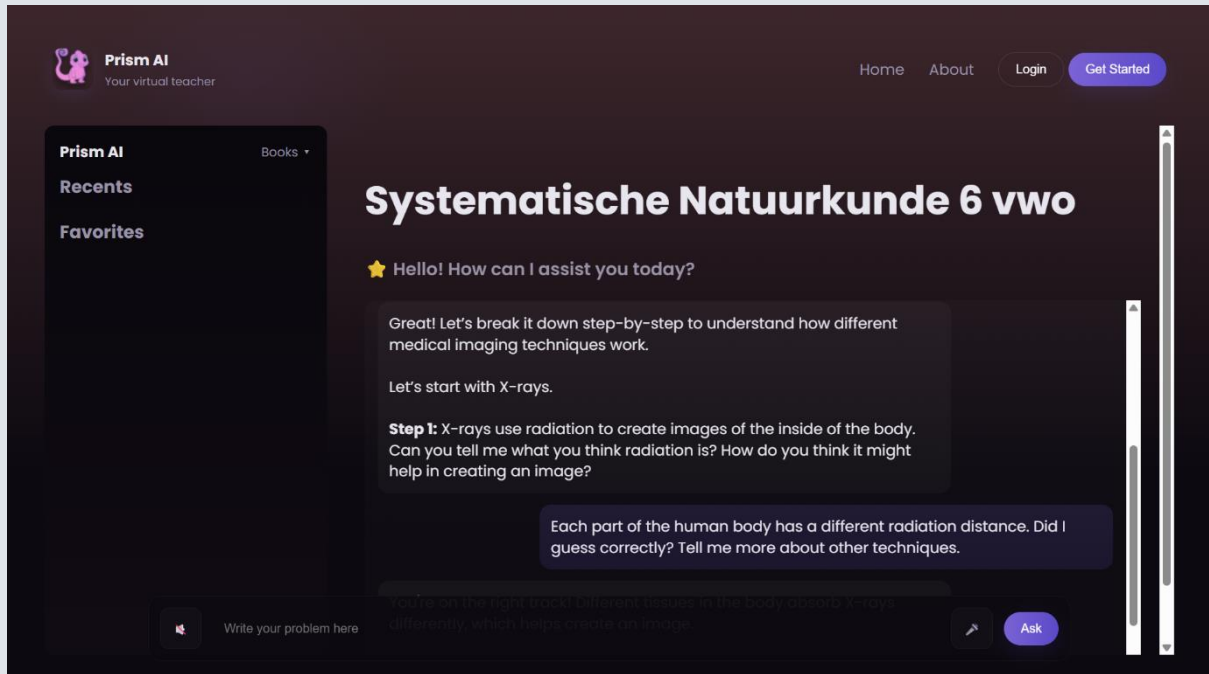 Prism AI
Your virtual teacher
Home
About
Login
Get Started
Prism AI
Books
Recents
Favorites
Systematische Natuurkunde 6 vwo
Hello! How can I assist you today?
Great! Let's break it down step-by-step to understand how different
medical imaging techniques work.
Let's start with X-rays.
Step 1: X-rays use radiation to create images of the inside of the body.
Can you tell me what you think radiation is? How do you think it might
help in creating an image?
Each part of the human body has a different radiation distance. Did I
guess correctly? Tell me more about other techniques.
You're on the right track! Different tissues in the body absorb X-rays
differently, which helps create an image.
Write your problem here
Ask